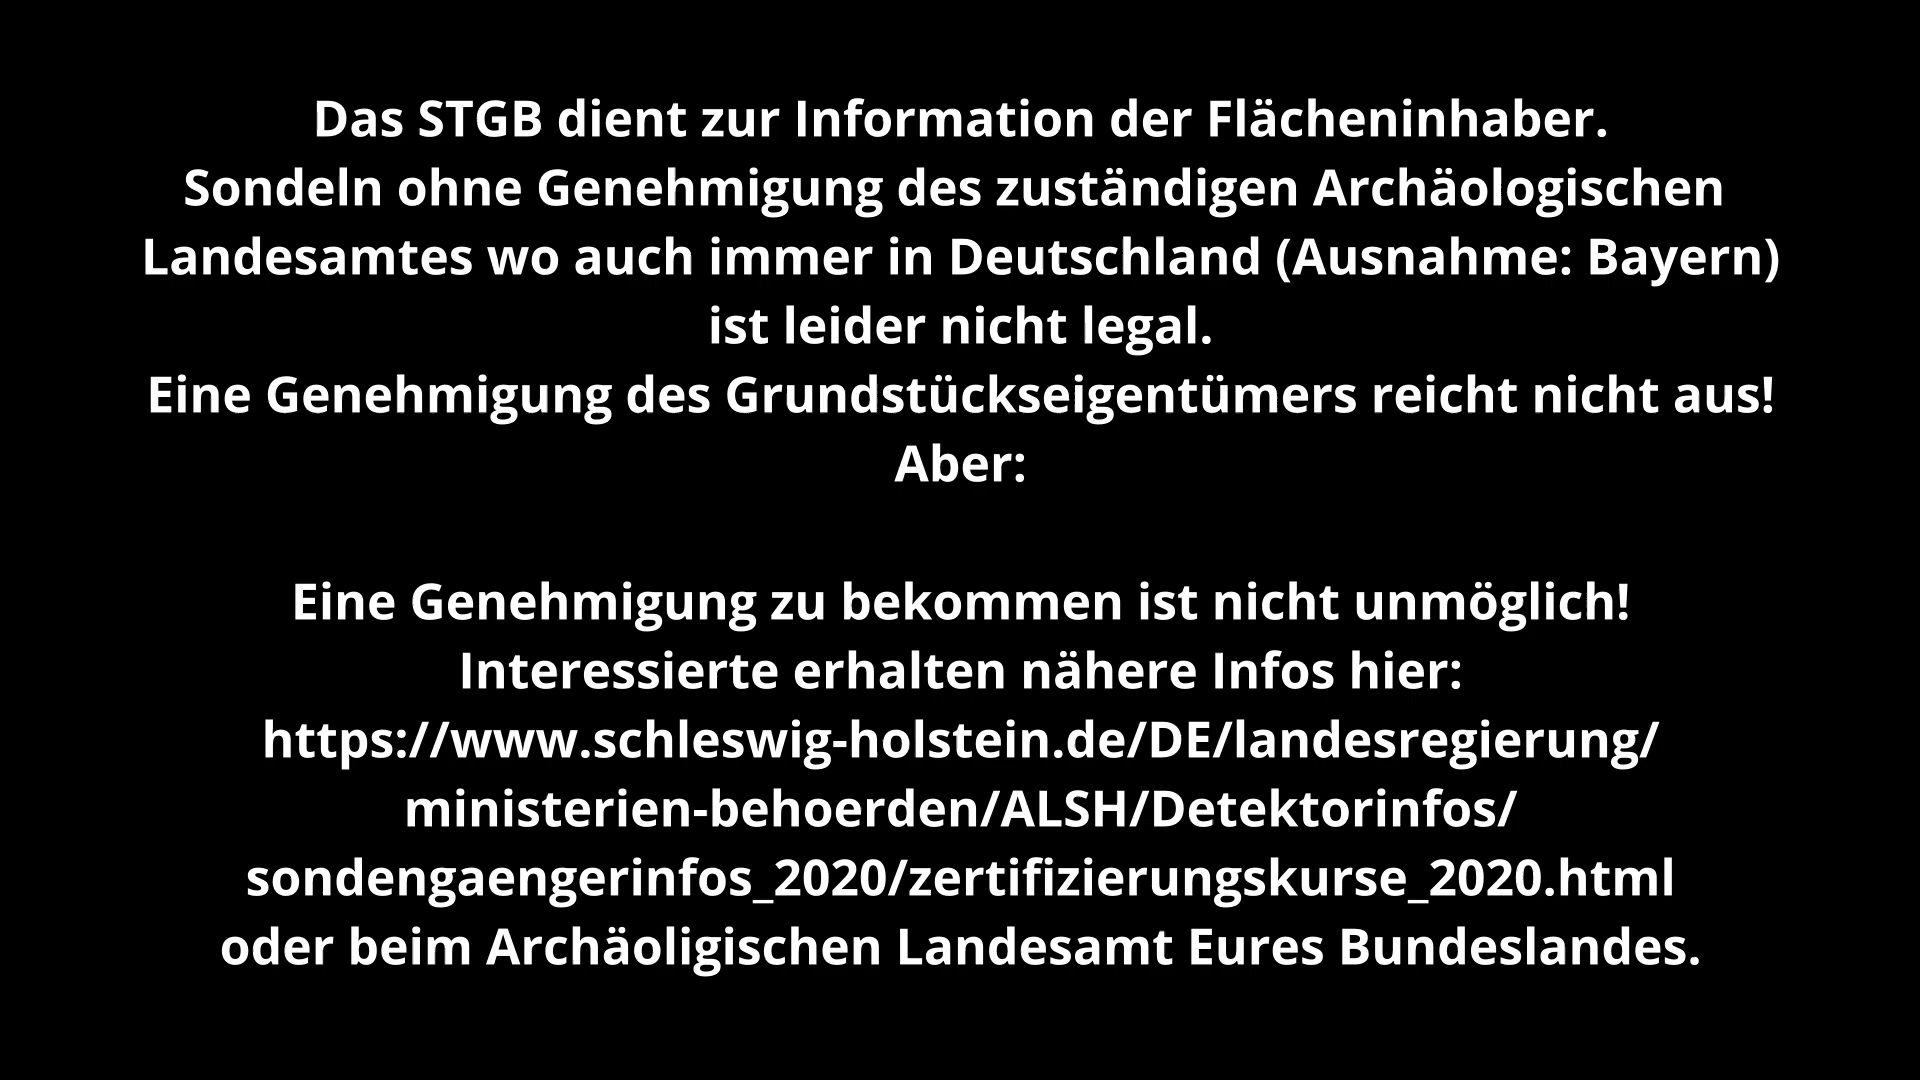 Das STGB dient zur Information der Flächeninhaber.
Sondeln ohne Genehmigung des zuständigen Archäologischen
Landesamtes wo auch immer in Deutschland (Ausnahme: Bayern)
ist leider nicht legal.
Eine Genehmigung des Grundstückseigentümers reicht nicht aus!
Aber:
Eine Genehmigung zu bekommen ist nicht unmöglich!
Interessierte erhalten nähere Infos hier:
https://www.schleswig-holstein.de/DE/landesregierung/
ministerien-behoerden/ALSH/Detektorinfos/
sondengaengerinfos_2020/zertifizierungskurse_2020.html
oder beim Archäoligischen Landesamt Eures Bundeslandes.